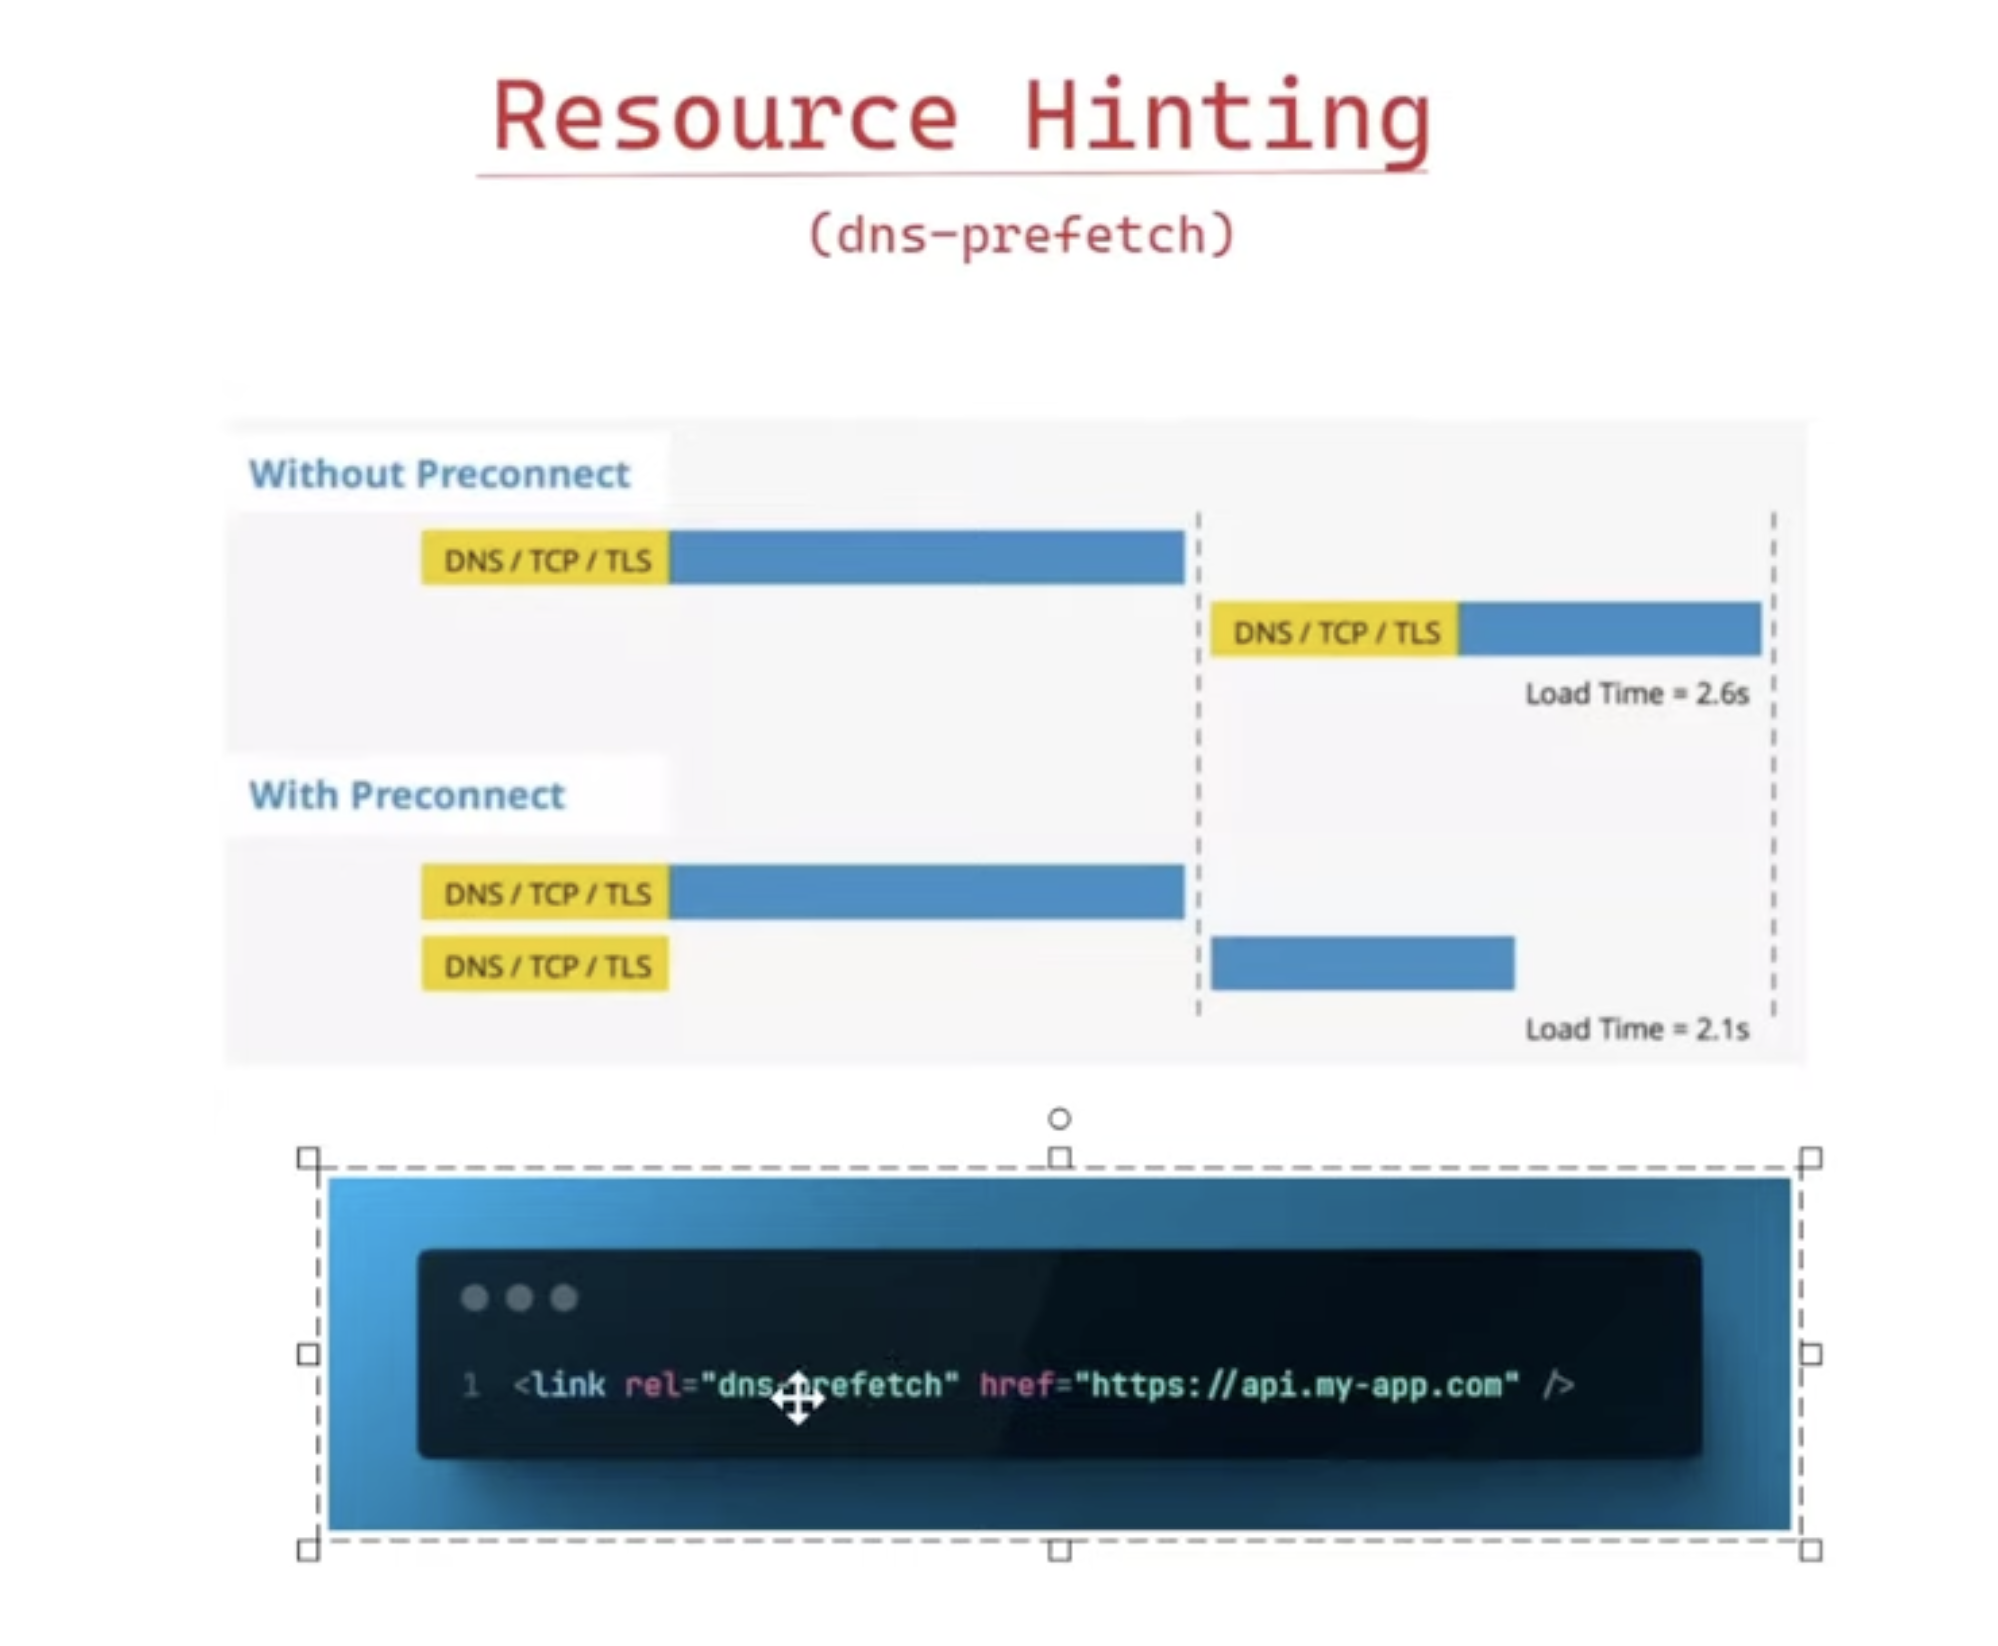 Resource Hinting
(dns-prefetch)
Without Preconnect
DNS / TCP / TLS
DNS / TCP / TLS
Load Time = 2.6s
With Preconnect
DNS / TCP / TLS
DNS / TCP / TLS
Load Time = 2.1s
1 <link rel="dns-prefetch" href="https://api.my-app.com" />